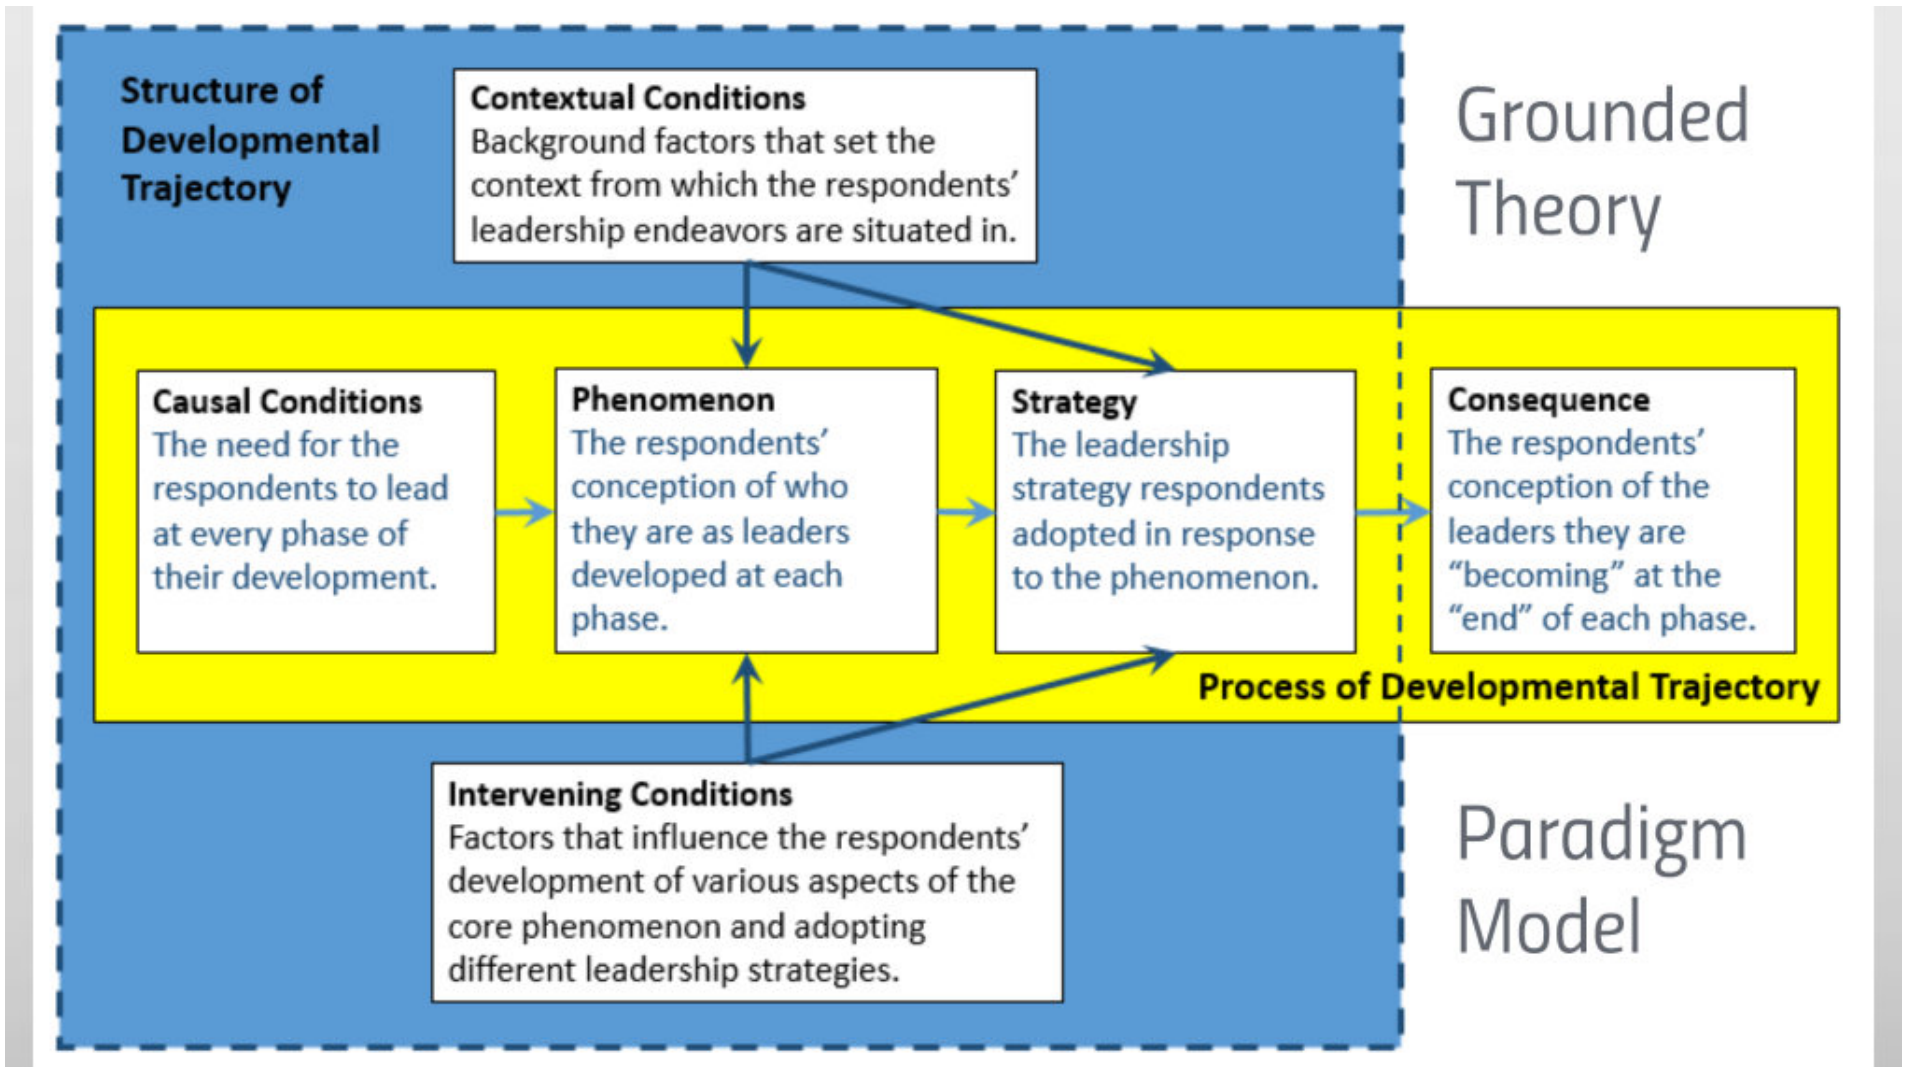 Structure of
Developmental
Trajectory
Contextual Conditions
Background factors that set the
context from which the respondents’
leadership endeavors are situated in.
Grounded
Theory
Causal Conditions
The need for the
respondents to lead
at every phase of
their development.
Phenomenon
The respondents’
conception of who
they are as leaders
developed at each
phase.
Strategy
The leadership
strategy respondents
adopted in response
to the phenomenon.
Consequence
The respondents’
conception of the
leaders they are
“becoming” at the
“end” of each phase.
Process of Developmental Trajectory
Intervening Conditions
Factors that influence the respondents’
development of various aspects of the
core phenomenon and adopting
different leadership strategies.
Paradigm
Model